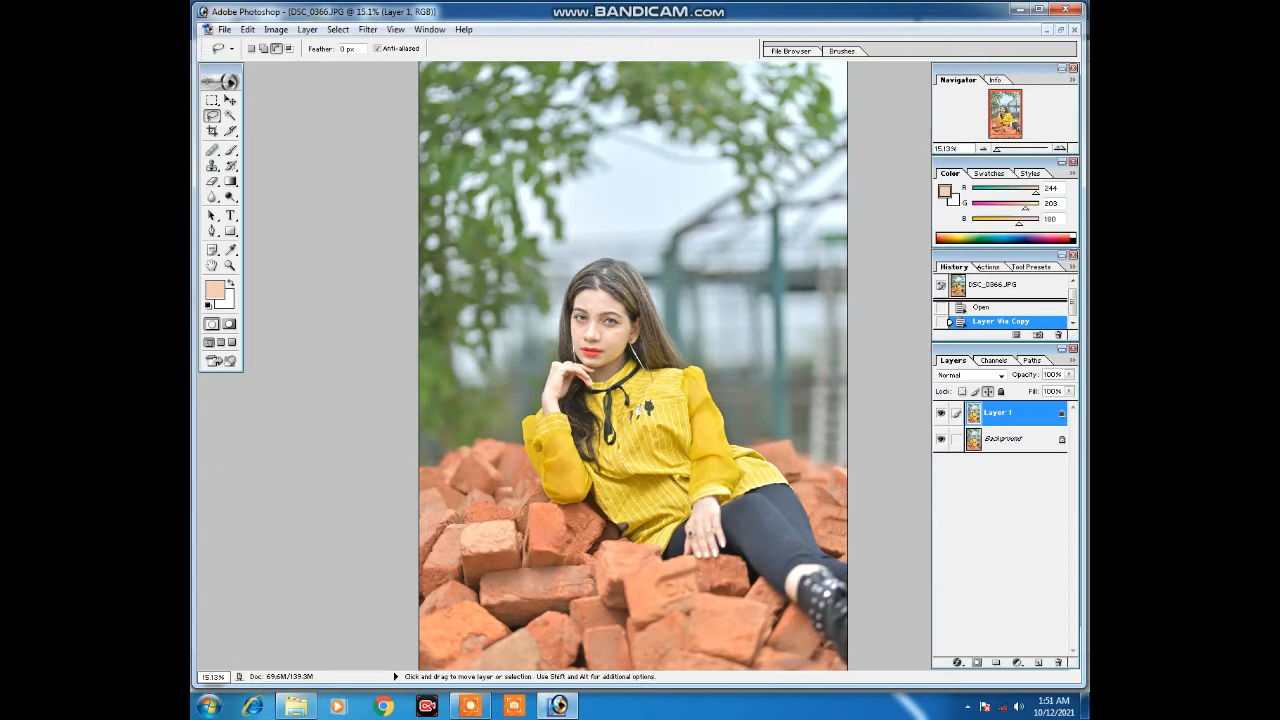 Adobe Photoshop - [DSC_0366.JPG @ 15.1% (Layer 1, RGB)]
www.BANDICAM.com
File Edit Image Layer Select Filter View Window Help
Feather: 0 px Anti-aliased
File Browser Brushes
Navigator Info
15.13%
Color Swatches Styles
R 244
G 203
B 180
History Actions Tool Presets
DSC_0366.JPG
Open
Layer Via Copy
Layers Channels Paths
Normal Opacity: 100%
Lock: Fill: 100%
Layer 1
Background
T
15.13% Doc: 69.6M/139.3M Click and drag to move layer or selection. Use Shift and Alt for additional options.
1:51 AM
10/12/2021